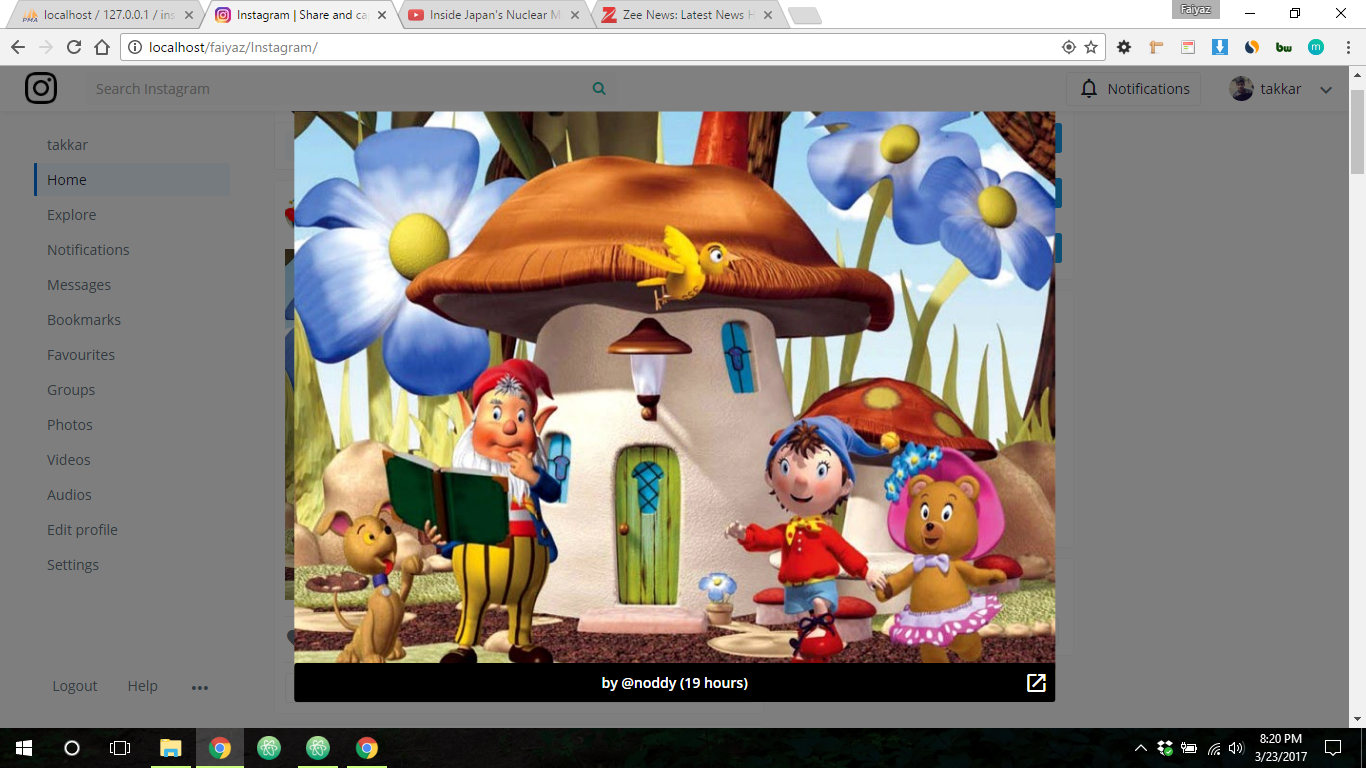 localhost / 127.0.0.1 / ins
Instagram | Share and ca
Inside Japan's Nuclear M
Zee News: Latest News H
Faiyaz
localhost/faiyaz/Instagram/
Search Instagram
Notifications
takkar
takkar
Home
Explore
Notifications
Messages
Bookmarks
Favourites
Groups
Photos
Videos
Audios
Edit profile
Settings
Logout
Help
by @noddy (19 hours)
8:20 PM
3/23/2017
PMA
bw
m